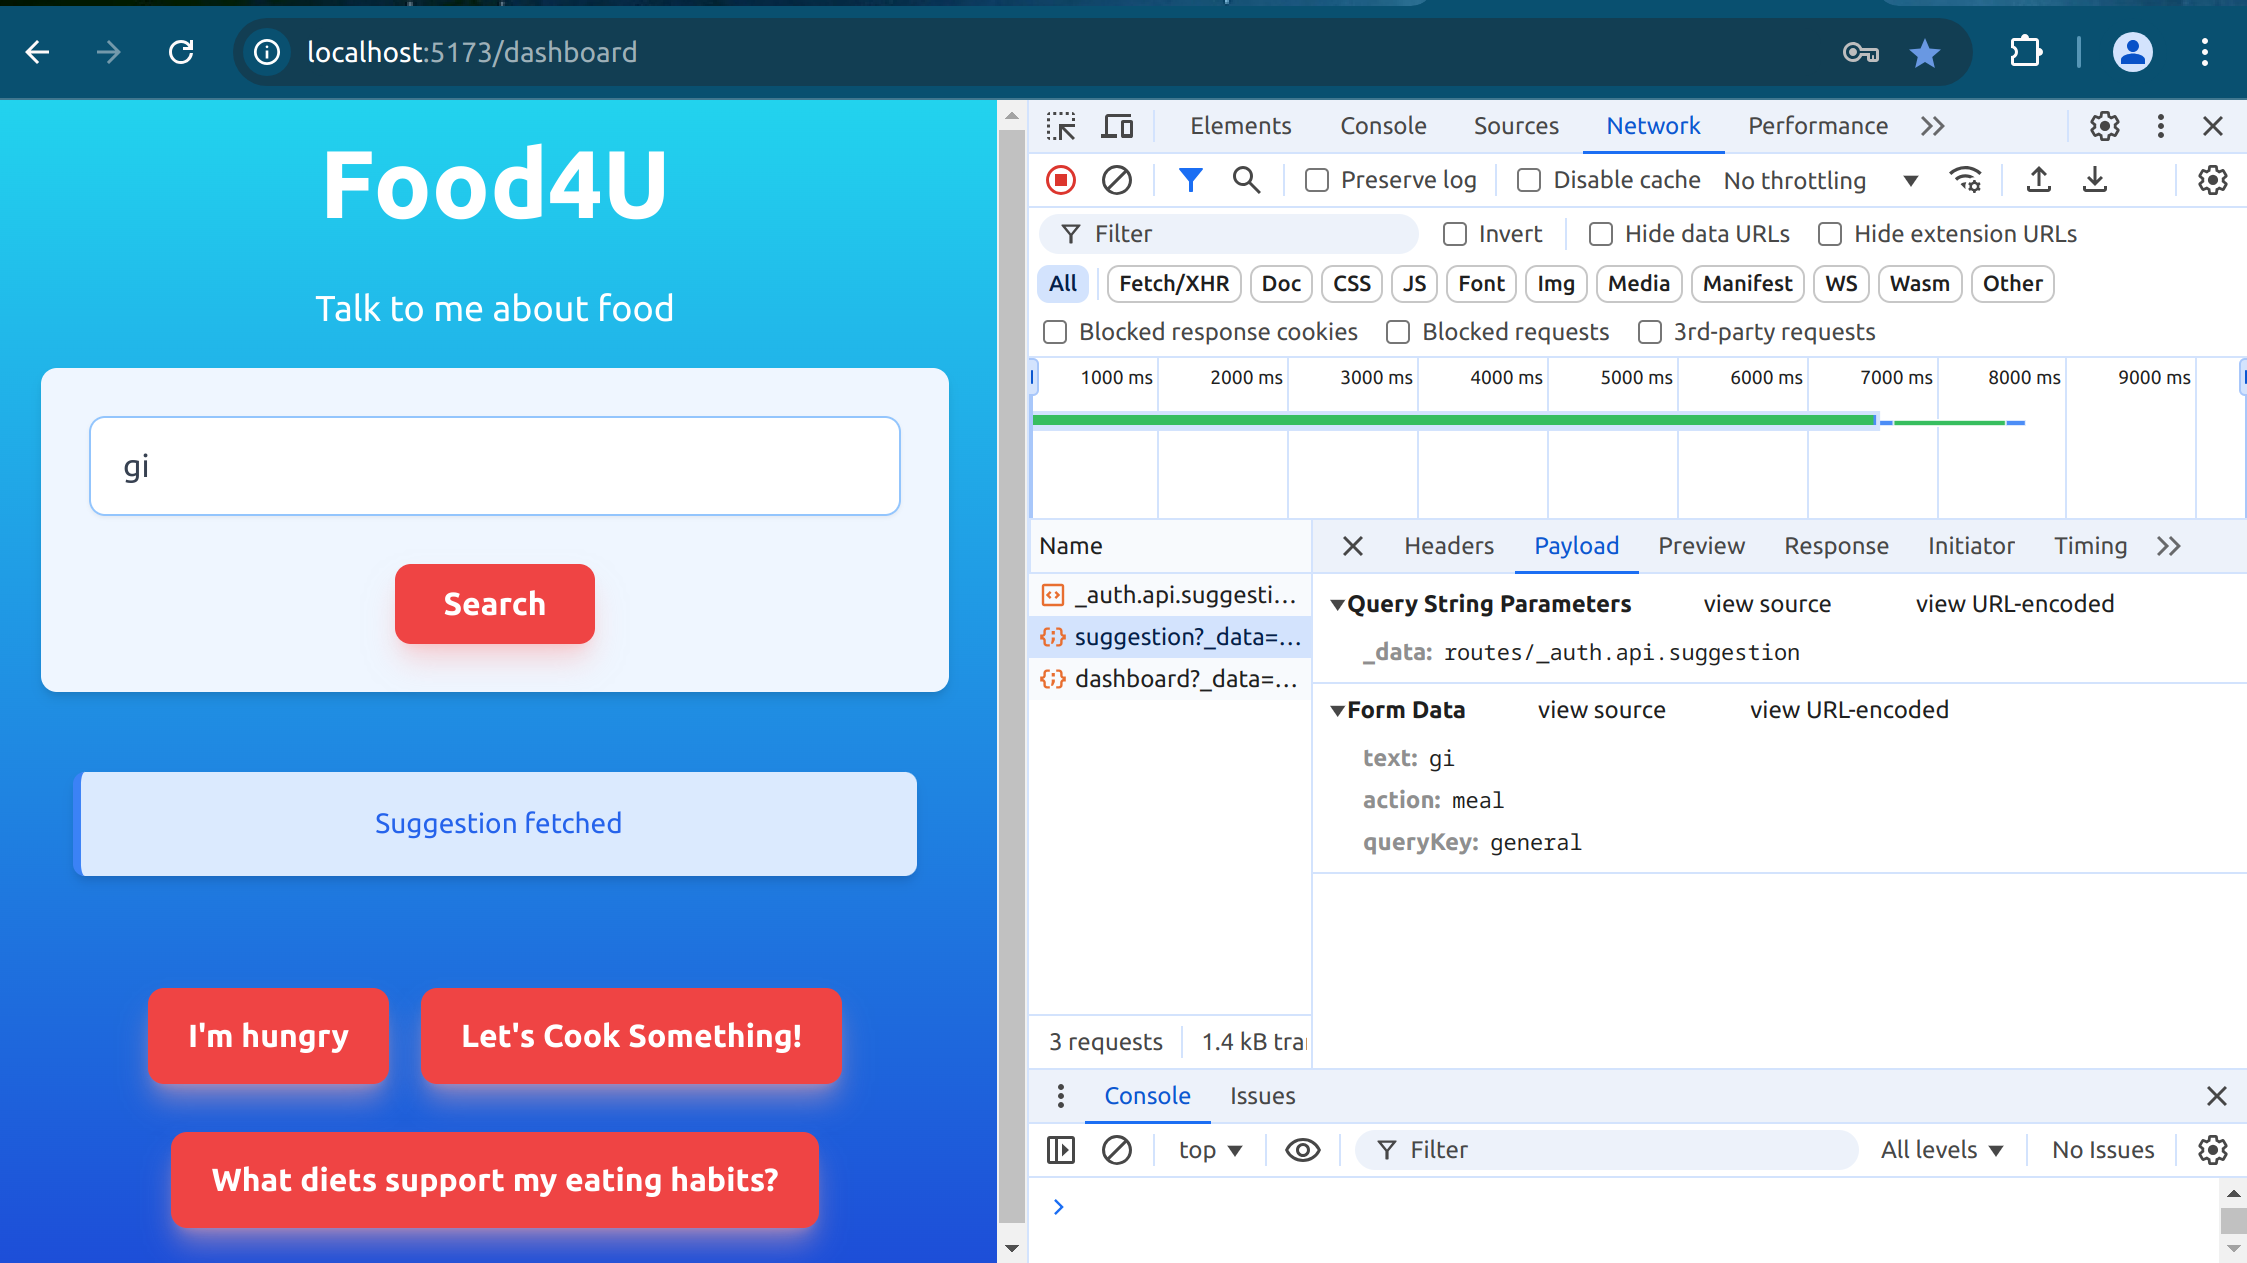 localhost:5173/dashboard
Food4U
Talk to me about food
gi
Search
Suggestion fetched
I'm hungry
Let's Cook Something!
What diets support my eating habits?
Elements Console Sources Network Performance
Preserve log Disable cache No throttling
Filter Invert Hide data URLs Hide extension URLs
All Fetch/XHR Doc CSS JS Font Img Media Manifest WS Wasm Other
Blocked response cookies Blocked requests 3rd-party requests
1000 ms 2000 ms 3000 ms 4000 ms 5000 ms 6000 ms 7000 ms 8000 ms 9000 ms
Name
_auth.api.suggesti...
suggestion?_data=...
dashboard?_data=...
3 requests 1.4 kB tra
Headers Payload Preview Response Initiator Timing
Query String Parameters view source view URL-encoded
_data: routes/_auth.api.suggestion
Form Data view source view URL-encoded
text: gi
action: meal
queryKey: general
Console Issues
top Filter All levels No Issues